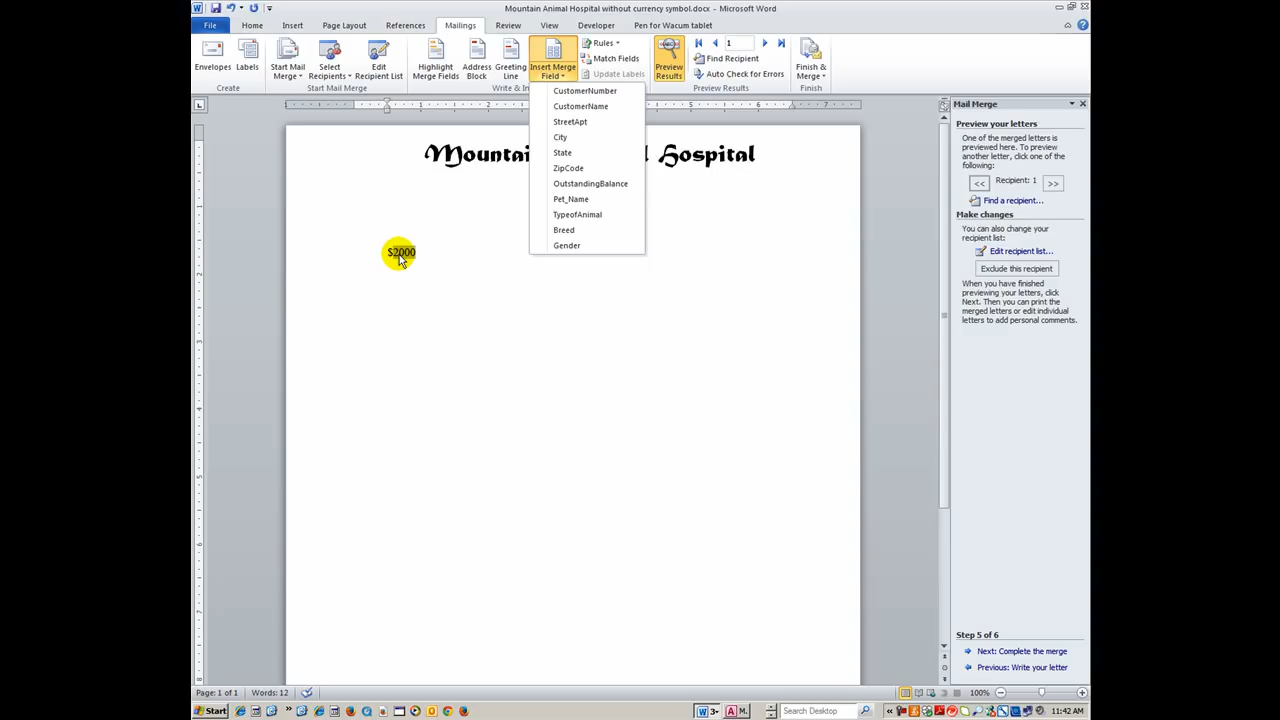 Mountain Animal Hospital without currency symbol.docx - Microsoft Word
File Home Insert Page Layout References Mailings Review View Developer Pen for Wacum tablet
Envelopes Labels
Create
Start Mail Merge
Select Recipients
Edit Recipient List
Start Mail Merge
Highlight Merge Fields
Address Block
Greeting Line
Insert Merge Field
Rules
Match Fields
Update Labels
Write & In
Preview Results
1
Find Recipient
Auto Check for Errors
Preview Results
Finish & Merge
Finish
CustomerNumber
CustomerName
StreetApt
City
State
ZipCode
OutstandingBalance
Pet_Name
TypeofAnimal
Breed
Gender
Mountai l Hospital
$2000
Mail Merge
Preview your letters
One of the merged letters is
previewed here. To preview
another letter, click one of the
following:
<< Recipient: 1 >>
Find a recipient...
Make changes
You can also change your
recipient list:
Edit recipient list...
Exclude this recipient
When you have finished
previewing your letters, click
Next. Then you can print the
merged letters or edit individual
letters to add personal comments.
Step 5 of 6
Next: Complete the merge
Previous: Write your letter
Page: 1 of 1 Words: 12 100%
Start Search Desktop 11:42 AM